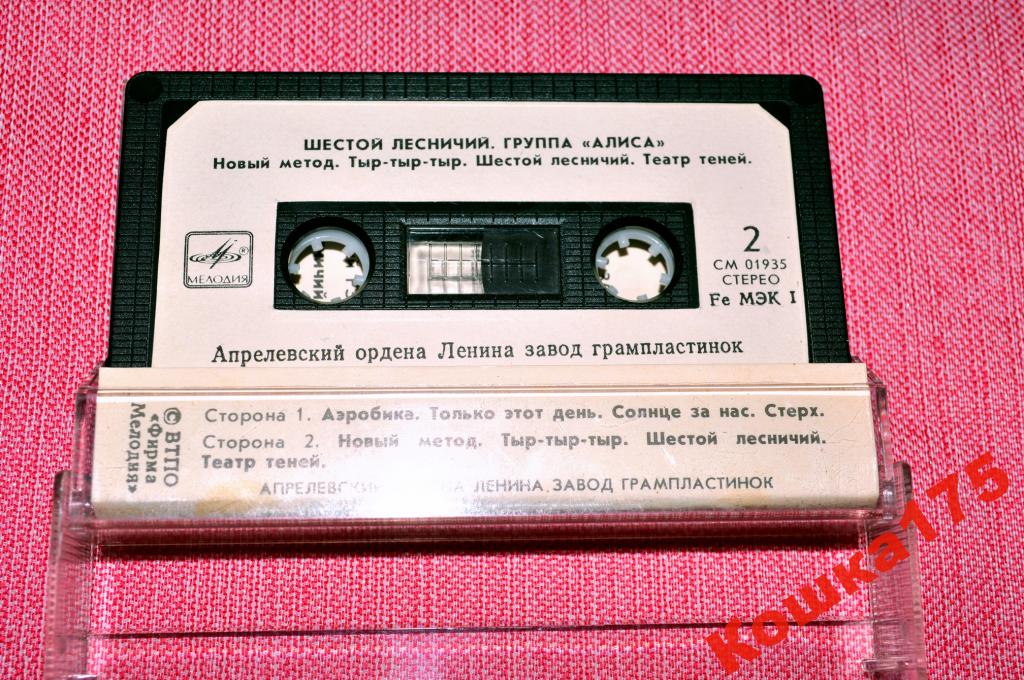 ШЕСТОЙ ЛЕСНИЧИЙ. ГРУППА «АЛИСА»
Новый метод. Тыр-тыр-тыр. Шестой лесничий. Театр теней.
МЕЛОДИЯ
2
СМ 01935
СТЕРЕО
Fe МЭК I
Апрелевский ордена Ленина завод грампластинок
© ВТПО
«Фирма
Мелодия»
Сторона 1. Аэробика. Только этот день. Солнце за нас. Стерх.
Сторона 2. Новый метод. Тыр-тыр-тыр. Шестой лесничий.
Театр теней.
ЛЕНИНА ЗАВОД ГРАМПЛАСТИНОК
Кошка175